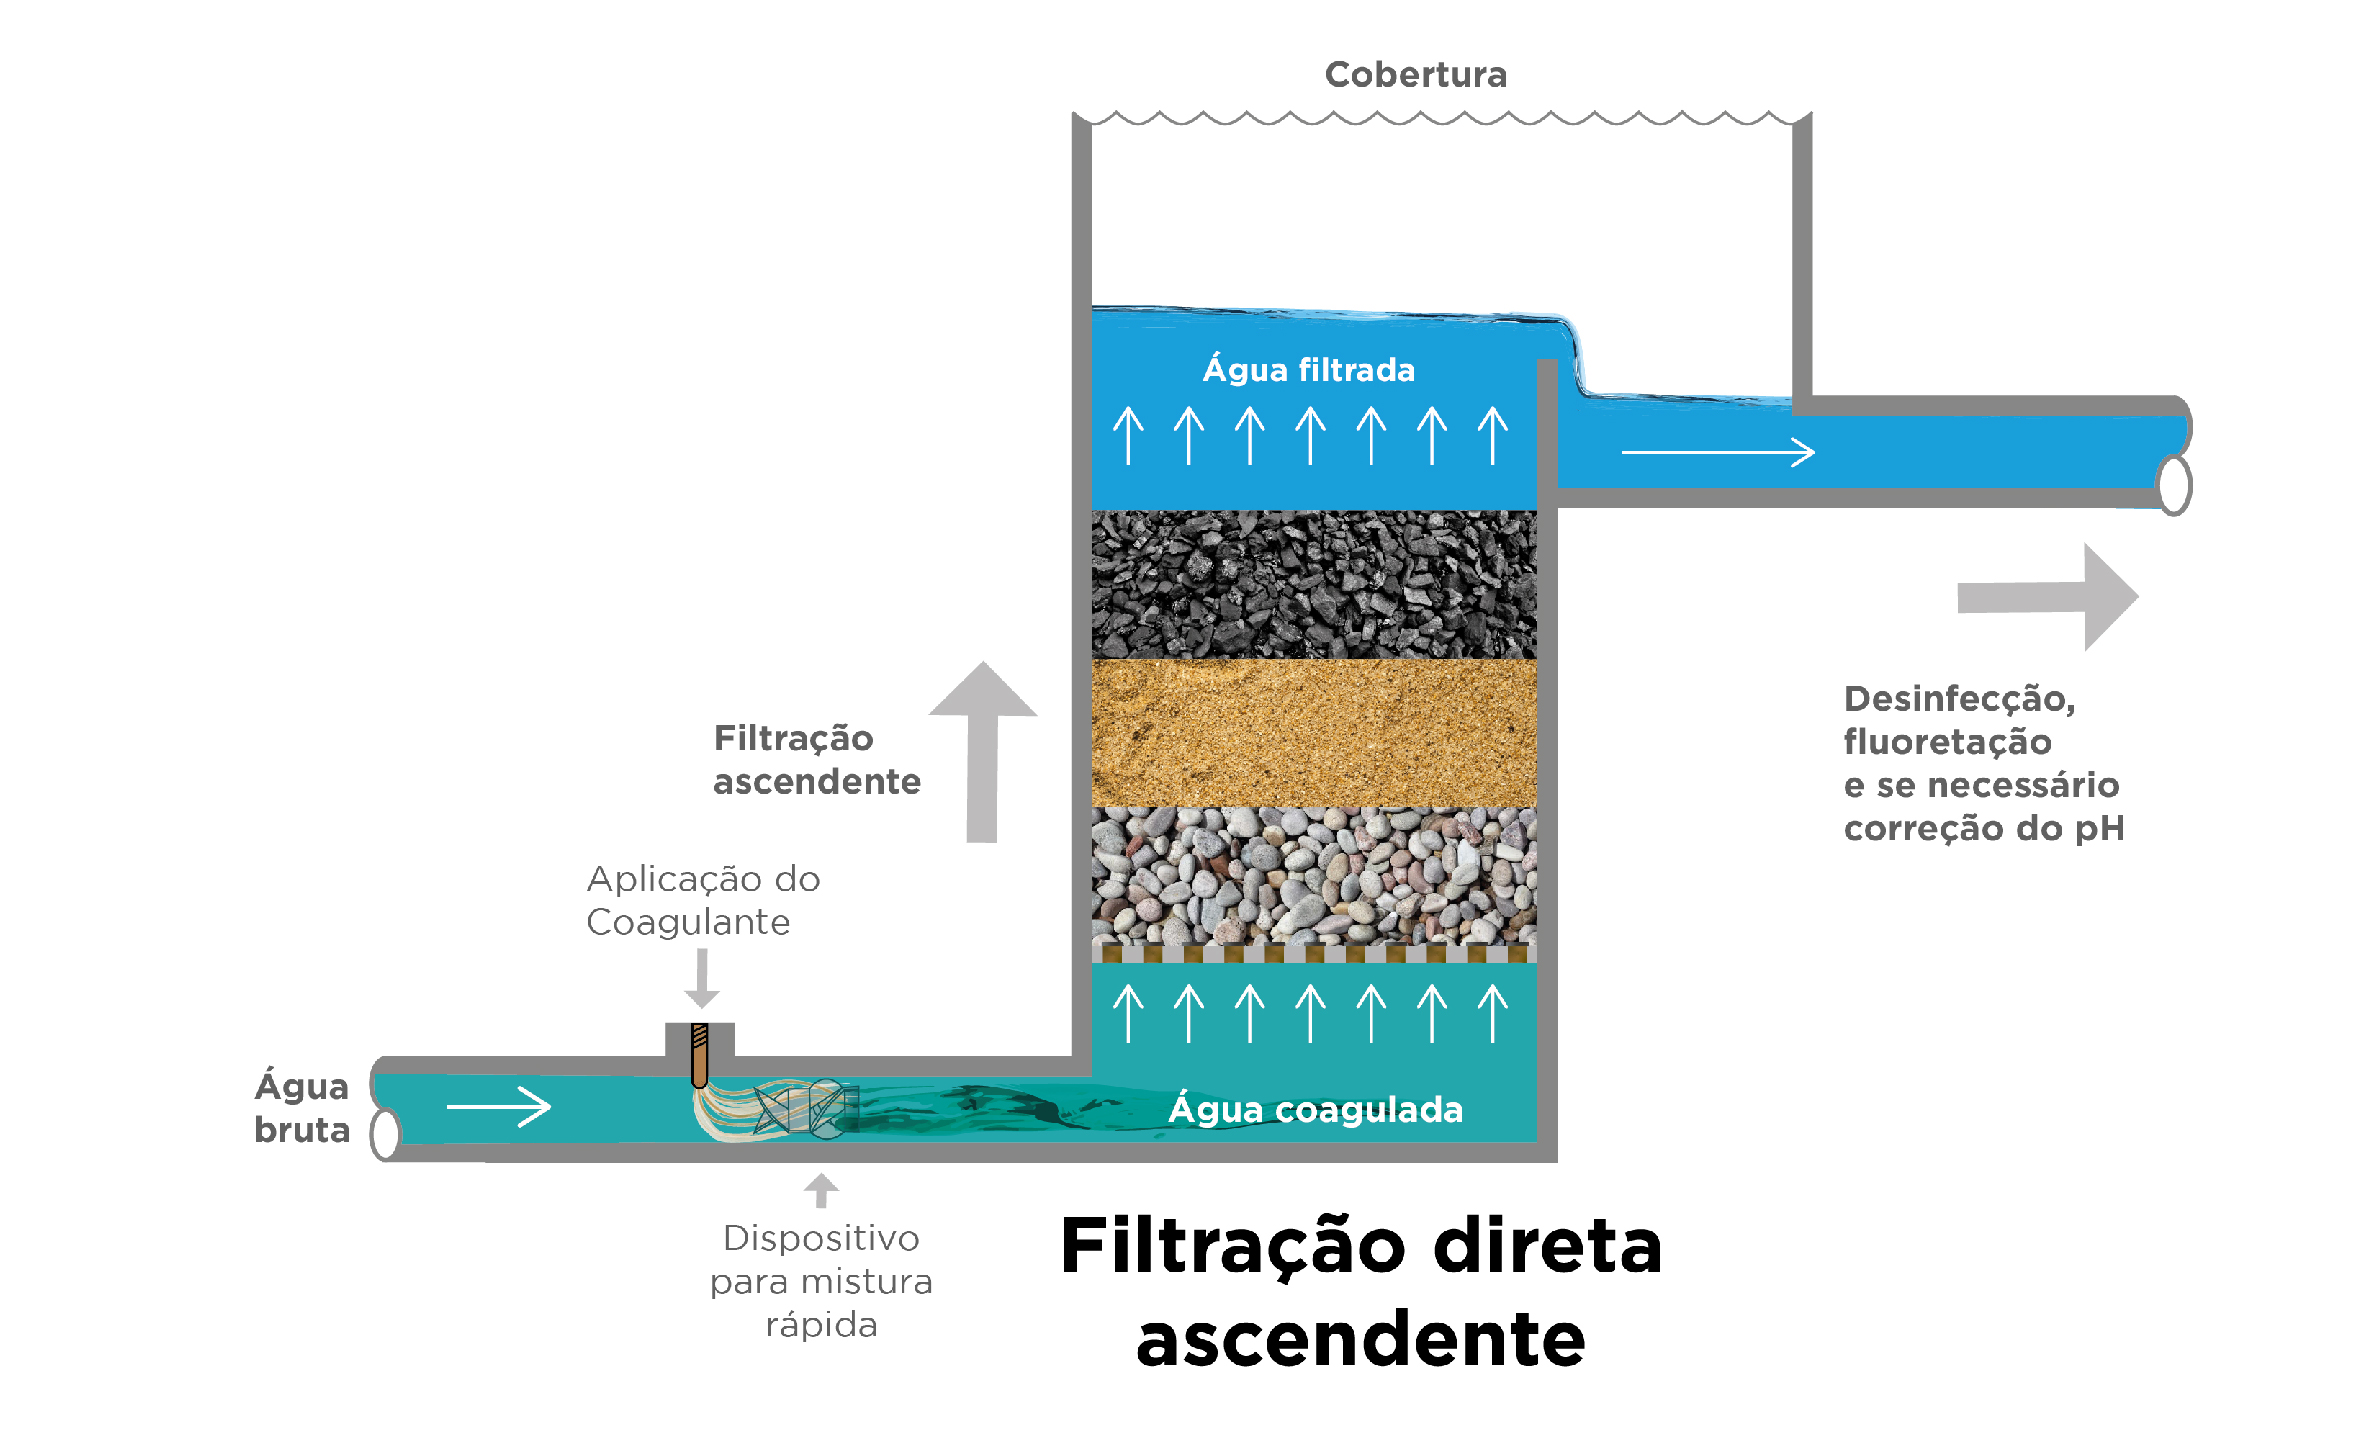 Cobertura
Água filtrada
Filtração
ascendente
Desinfecção,
fluoretação
e se necessário
correção do pH
Aplicação do
Coagulante
Água
bruta
Água coagulada
Dispositivo
para mistura
rápida
Filtração direta
ascendente